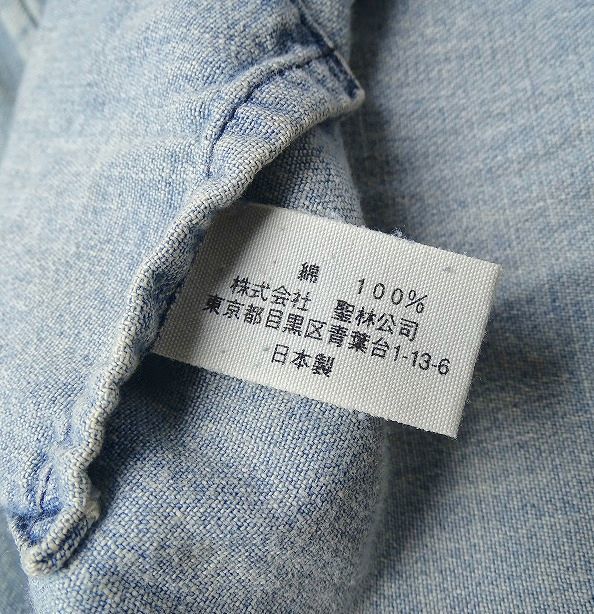 綿 100%
株式会社 聖林公司
東京都目黒区青葉台1-13-6
日本製